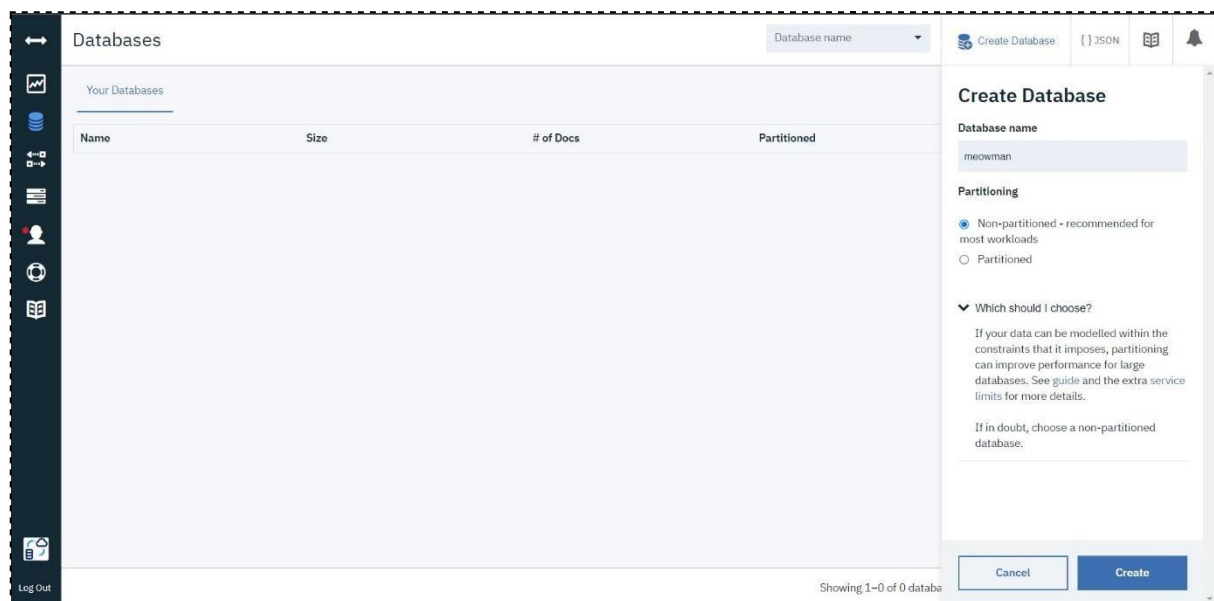 Databases
Database name
Create Database
{ } JSON
Your Databases
Name Size # of Docs Partitioned
Create Database
Database name
meowman
Partitioning
Non-partitioned - recommended for
most workloads
Partitioned
Which should I choose?
If your data can be modelled within the
constraints that it imposes, partitioning
can improve performance for large
databases. See guide and the extra service
limits for more details.
If in doubt, choose a non-partitioned
database.
Cancel
Create
Log Out
Showing 1–0 of 0 databa